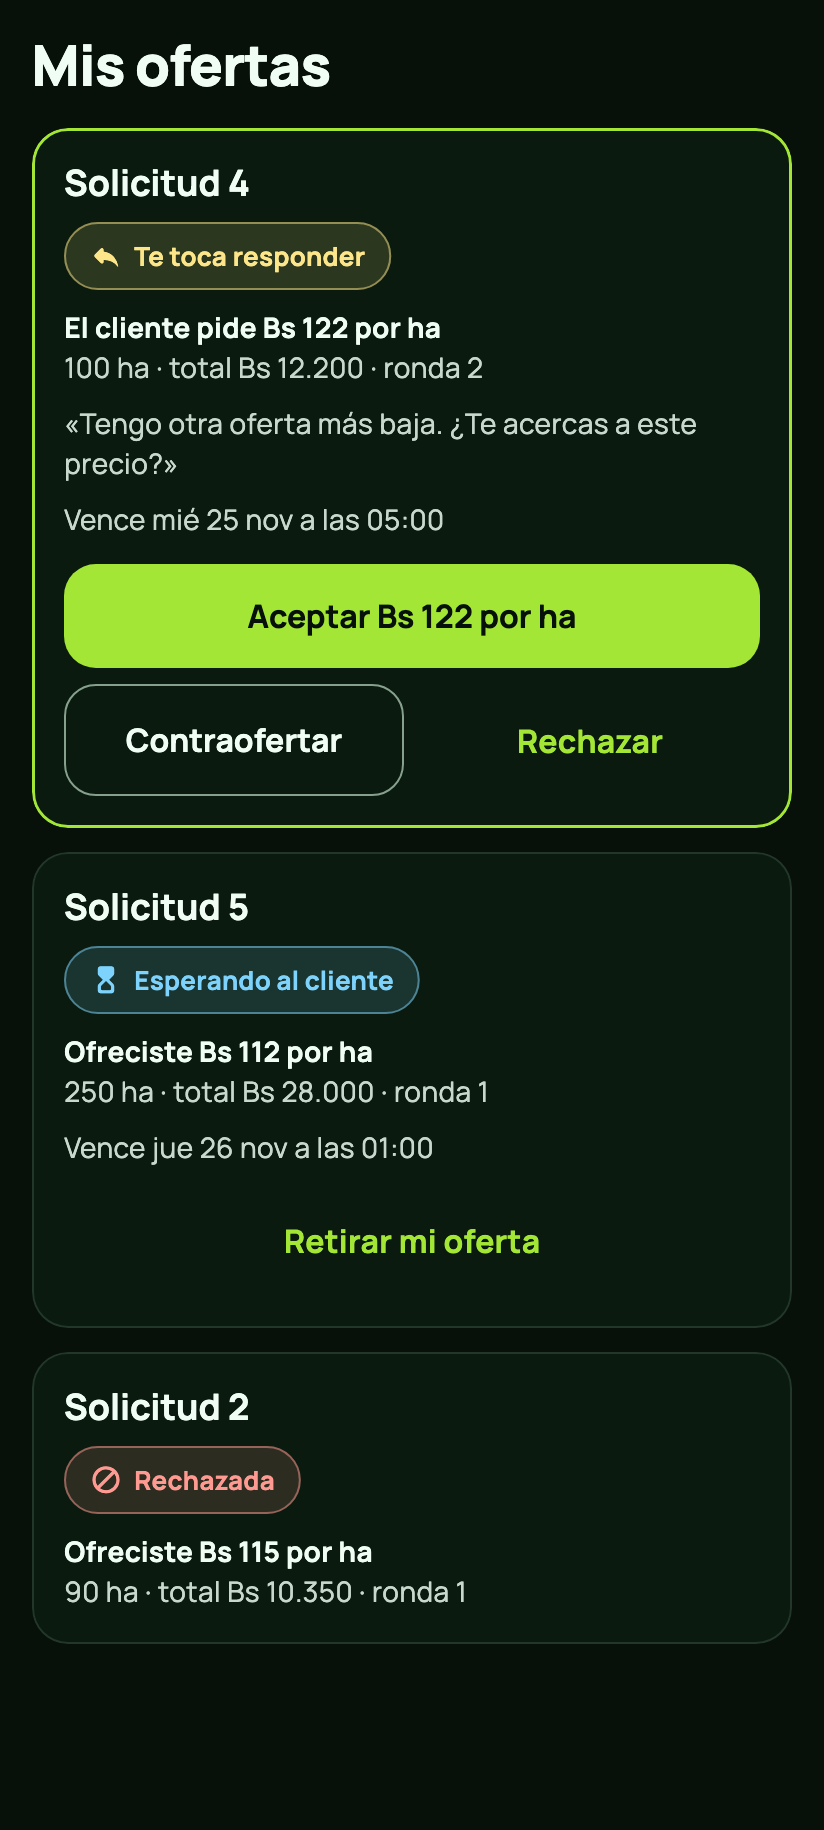 Mis ofertas
Solicitud 4
Te toca responder
El cliente pide Bs 122 por ha
100 ha · total Bs 12.200 · ronda 2
«Tengo otra oferta más baja. ¿Te acercas a este
precio?»
Vence mié 25 nov a las 05:00
Aceptar Bs 122 por ha
Contraofertar
Rechazar
Solicitud 5
Esperando al cliente
Ofreciste Bs 112 por ha
250 ha · total Bs 28.000 · ronda 1
Vence jue 26 nov a las 01:00
Retirar mi oferta
Solicitud 2
Rechazada
Ofreciste Bs 115 por ha
90 ha · total Bs 10.350 · ronda 1